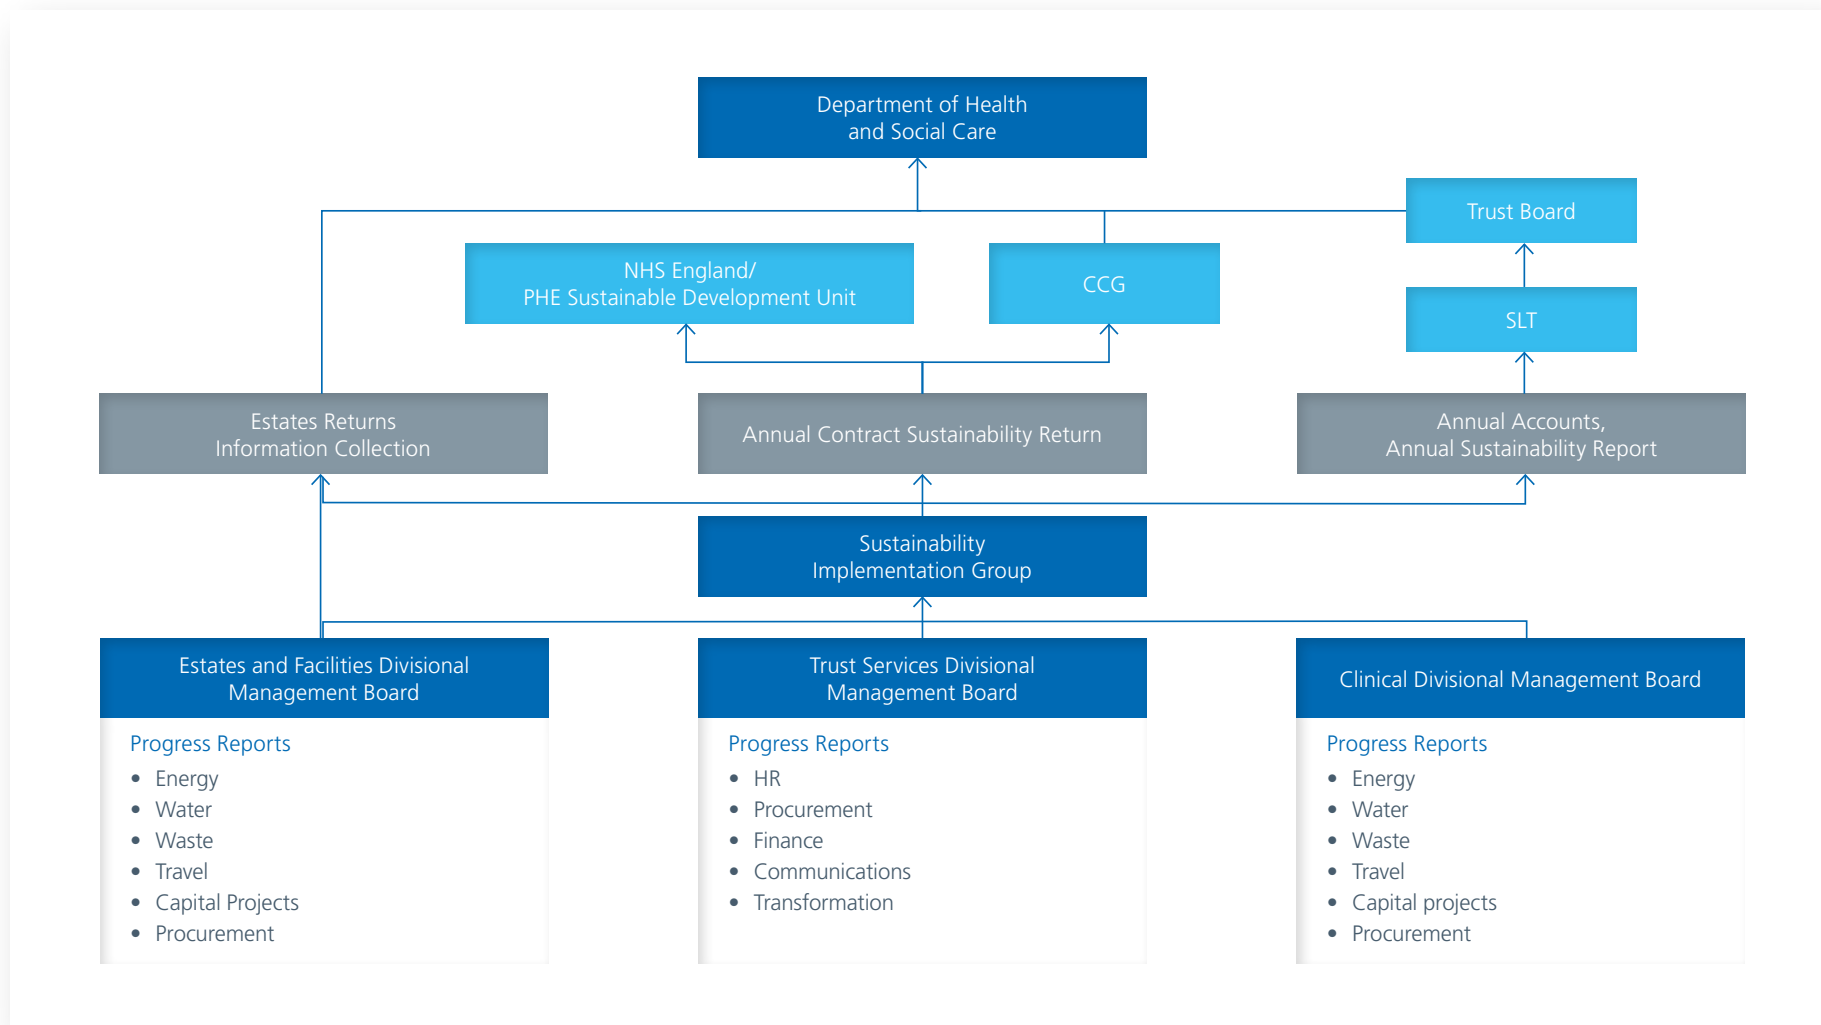 Department of Health
and Social Care
Trust Board
NHS England/
PHE Sustainable Development Unit
CCG
SLT
Estates Returns
Information Collection
Annual Contract Sustainability Return
Annual Accounts,
Annual Sustainability Report
Sustainability
Implementation Group
Estates and Facilities Divisional
Management Board
Progress Reports
• Energy
• Water
• Waste
• Travel
• Capital Projects
• Procurement
Trust Services Divisional
Management Board
Progress Reports
• HR
• Procurement
• Finance
• Communications
• Transformation
Clinical Divisional Management Board
Progress Reports
• Energy
• Water
• Waste
• Travel
• Capital projects
• Procurement